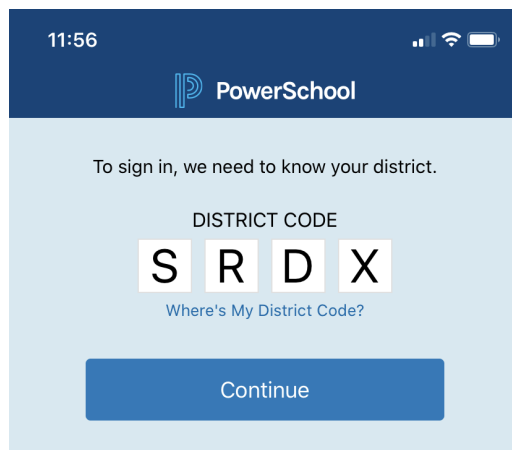 11:56
PowerSchool
To sign in, we need to know your district.
DISTRICT CODE
S R D X
Where's My District Code?
Continue